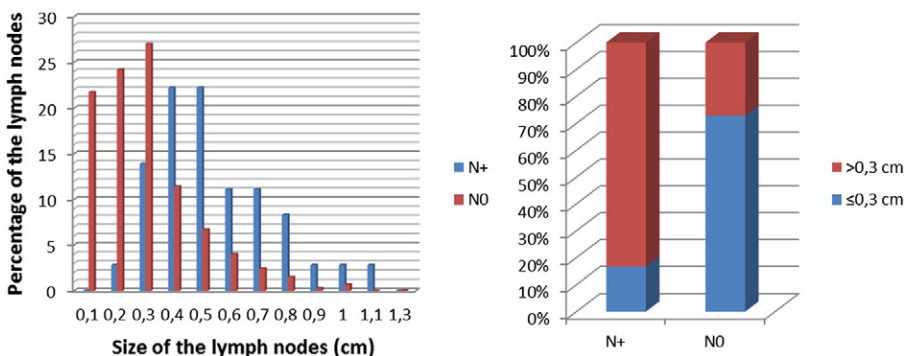 Percentage of the lymph nodes
30
25
20
15
10
5
0
0,1 0,2 0,3 0,4 0,5 0,6 0,7 0,8 0,9 1 1,1 1,3
Size of the lymph nodes (cm)
N+
N0
100%
90%
80%
70%
60%
50%
40%
30%
20%
10%
0%
N+ N0
>0,3 cm
≤0,3 cm